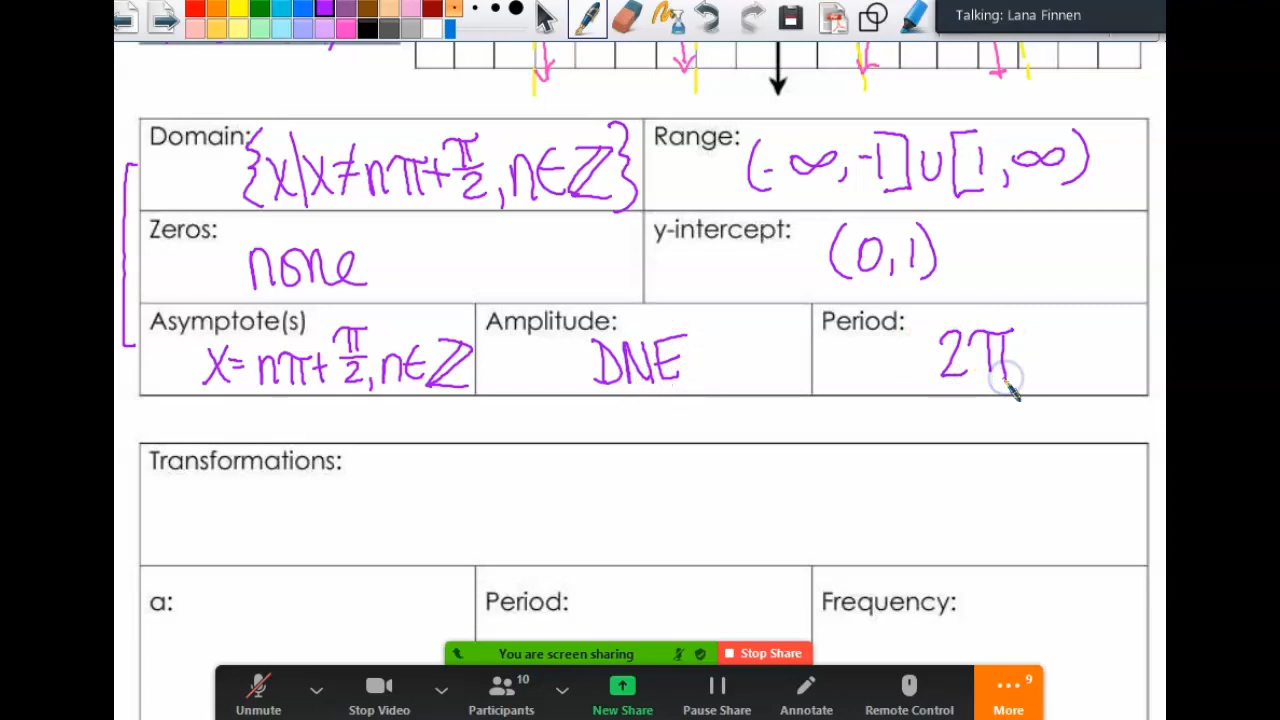 Talking: Lana Finnen
Domain: {x|x≠nπ+π/2, n∈ℤ}
Range: (-∞,-1]∪[1,∞)
Zeros: none
y-intercept: (0,1)
Asymptote(s) x=nπ+π/2, n∈ℤ
Amplitude: DNE
Period: 2π
Transformations:
a:
Period:
Frequency:
You are screen sharing
Stop Share
Unmute
Stop Video
Participants 10
New Share
Pause Share
Annotate
Remote Control
More 9